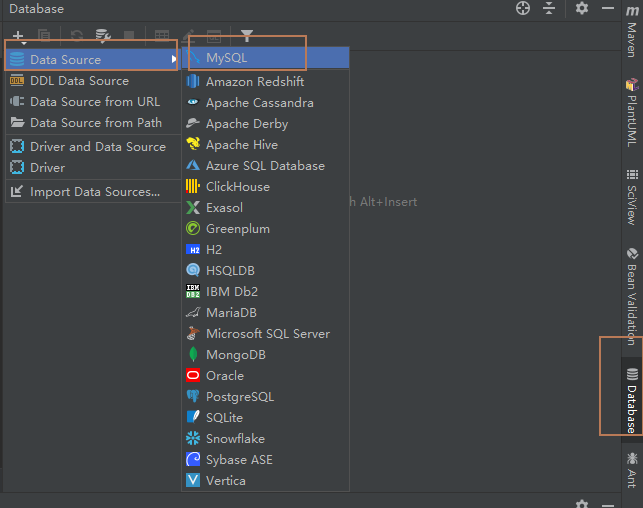 Database
Data Source
DDL Data Source
Data Source from URL
Data Source from Path
Driver and Data Source
Driver
Import Data Sources...
MySQL
Amazon Redshift
Apache Cassandra
Apache Derby
Apache Hive
Azure SQL Database
ClickHouse
Exasol
Greenplum
H2
HSQLDB
IBM Db2
MariaDB
Microsoft SQL Server
MongoDB
Oracle
PostgreSQL
SQLite
Snowflake
Sybase ASE
Vertica
h Alt+Insert
Maven
PlantUML
SciView
Bean Validation
Database
Ant